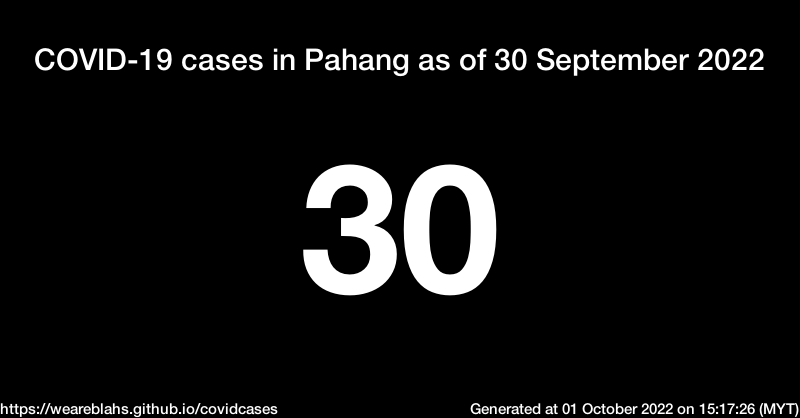 COVID-19 cases in Pahang as of 30 September 2022
30
https://weareblahs.github.io/covidcases
Generated at 01 October 2022 on 15:17:26 (MYT)